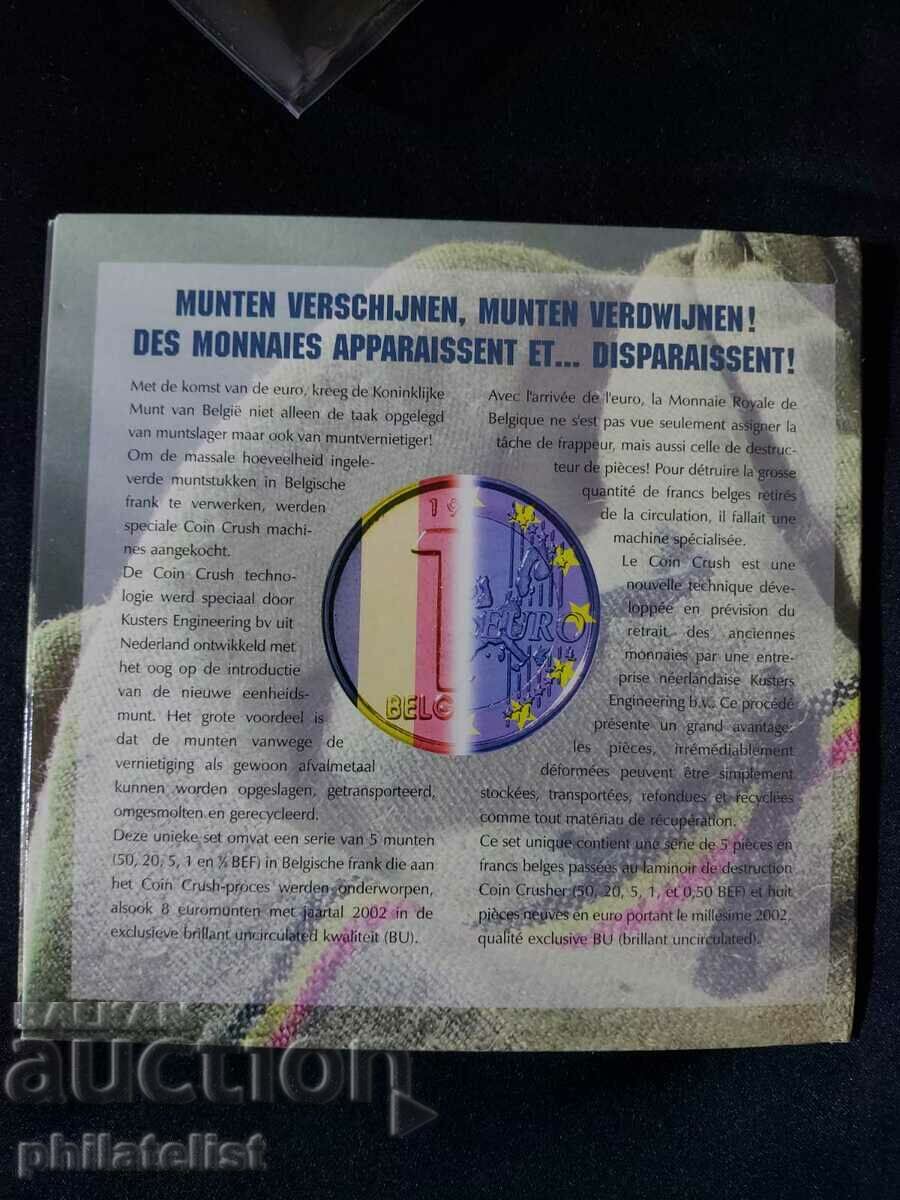 MUNTEN VERSCHIJNEN, MUNTEN VERDWIJNEN!
DES MONNAIES APPARAISSENT ET... DISPARAISSENT!
Met de komst van de euro, kreeg de Koninklijke
Munt van België niet alleen de taak opgelegd
van muntslager maar ook van muntvernietiger!
Om de massale hoeveelheid ingele-
verde muntstukken in Belgische
frank te verwerken, werden
speciale Coin Crush machi-
nes aangekocht.
De Coin Crush techno-
logie werd speciaal door
Kusters Engineering bv uit
Nederland ontwikkeld met
het oog op de introductie
van de nieuwe eenheids-
munt. Het grote voordeel is
dat de munten vanwege de
vernietiging als gewoon afvalmetaal
kunnen worden opgeslagen, getransporteerd,
omgesmolten en gerecycleerd.
Deze unieke set omvat een serie van 5 munten
(50, 20, 5, 1 en ½ BEF) in Belgische frank die aan
het Coin Crush-proces werden onderworpen,
alsook 8 euromunten met jaartal 2002 in de
exclusieve brillant uncirculated kwaliteit (BU).
Avec l'arrivée de l'euro, la Monnaie Royale de
Belgique ne s'est pas vue seulement assigner la
tâche de frappeur, mais aussi celle de destruc-
teur de pièces! Pour détruire la grosse
quantité de francs belges retirés
de la circulation, il fallait une
machine spécialisée.
Le Coin Crush est une
nouvelle technique déve-
loppée en prévision du
retrait des anciennes
monnaies par une entre-
prise néerlandaise Kusters
Engineering b.v.. Ce procédé
présente un grand avantage:
les pièces, irrémédiablement
déformées peuvent être simplement
stockées, transportées, refondues et recyclées
comme tout matériau de récupération.
Ce set unique contient une série de 5 pièces en
francs belges passées au laminoir de destruction
Coin Crusher (50, 20, 5, 1, et 0,50 BEF) et huit
pièces neuves en euro portant le millésime 2002,
qualité exclusive BU (brillant uncirculated).
19
1
EURO
BELG
BALKAN
auction
philatelist